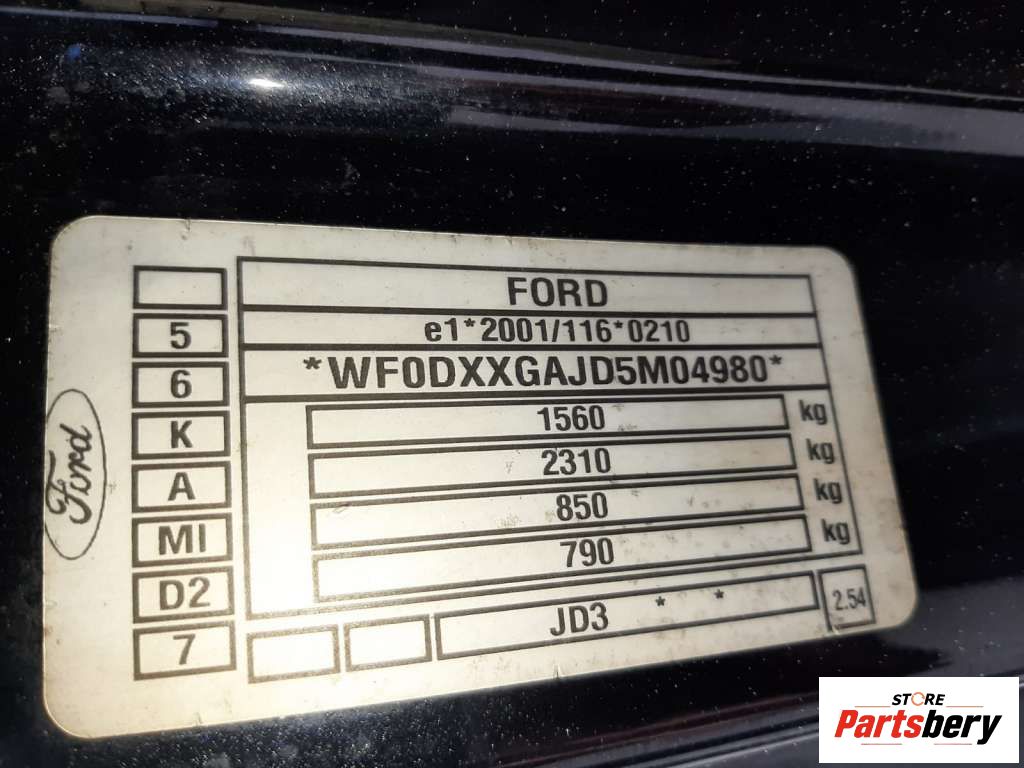 FORD
e1*2001/116*0210
*WF0DXXGAJD5M04980*
5
6
K
A
MI
D2
7
1560 kg
2310 kg
850 kg
790 kg
JD3 * *
2.54
Ford
STORE
Partsbery